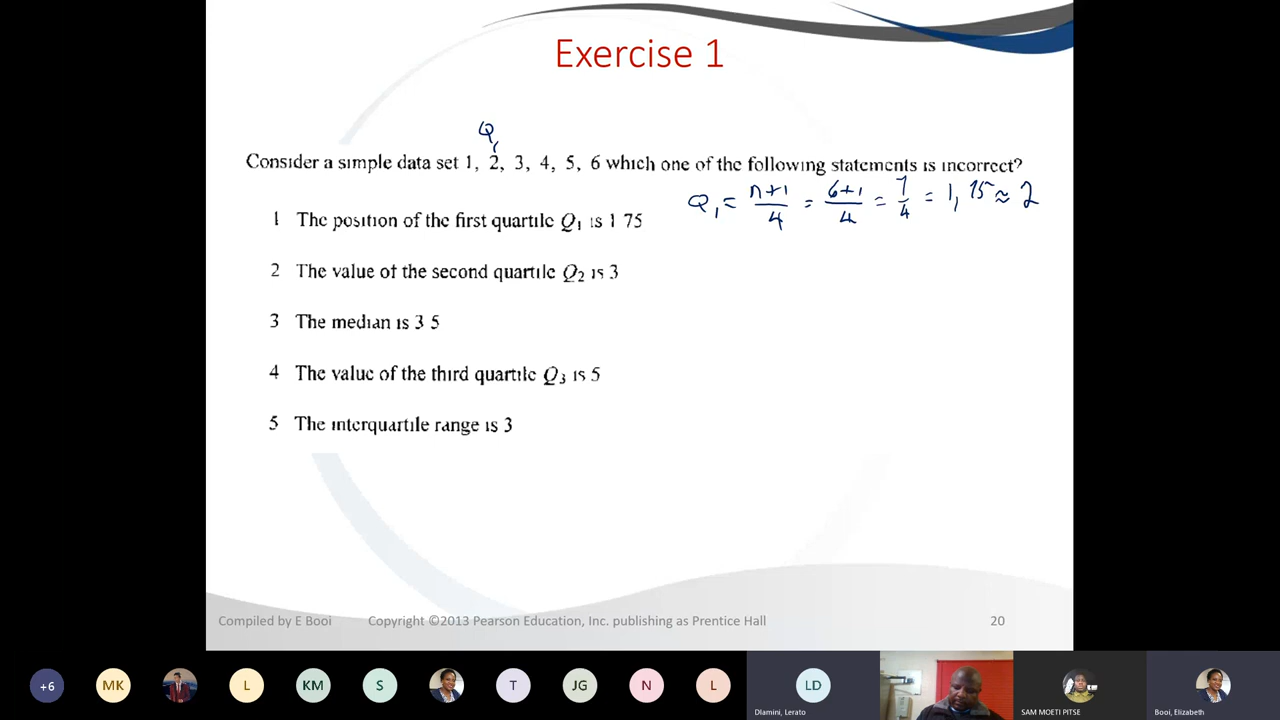 Exercise 1
Q1
Consider a simple data set 1, 2, 3, 4, 5, 6 which one of the following statements is incorrect?
Q1 = n+1/4 = 6+1/4 = 7/4 = 1,75 ≈ 2
1 The position of the first quartile Q1 is 1 75
2 The value of the second quartile Q2 is 3
3 The median is 3 5
4 The value of the third quartile Q3 is 5
5 The interquartile range is 3
Compiled by E Booi Copyright ©2013 Pearson Education, Inc. publishing as Prentice Hall 20
+6 MK L KM S T JG N L LD
Dlamini, Lerato SAM MOETI PITSE Booi, Elizabeth